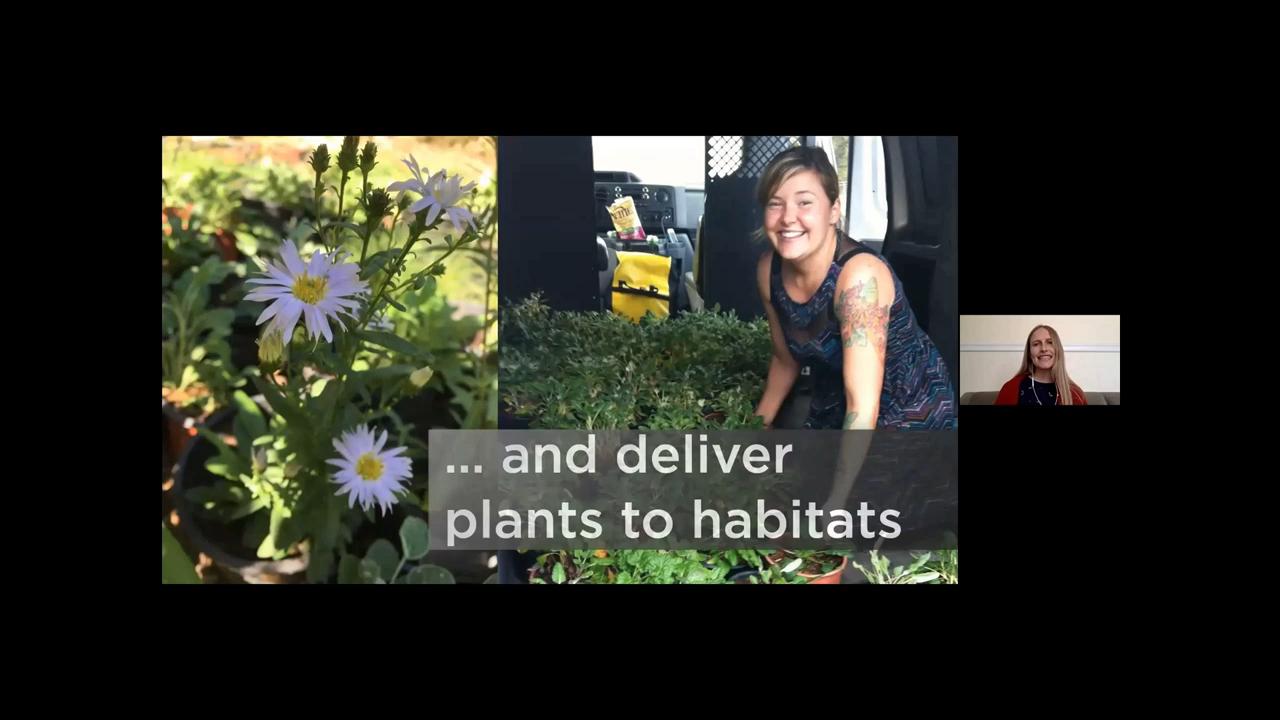 ... and deliver
plants to habitats